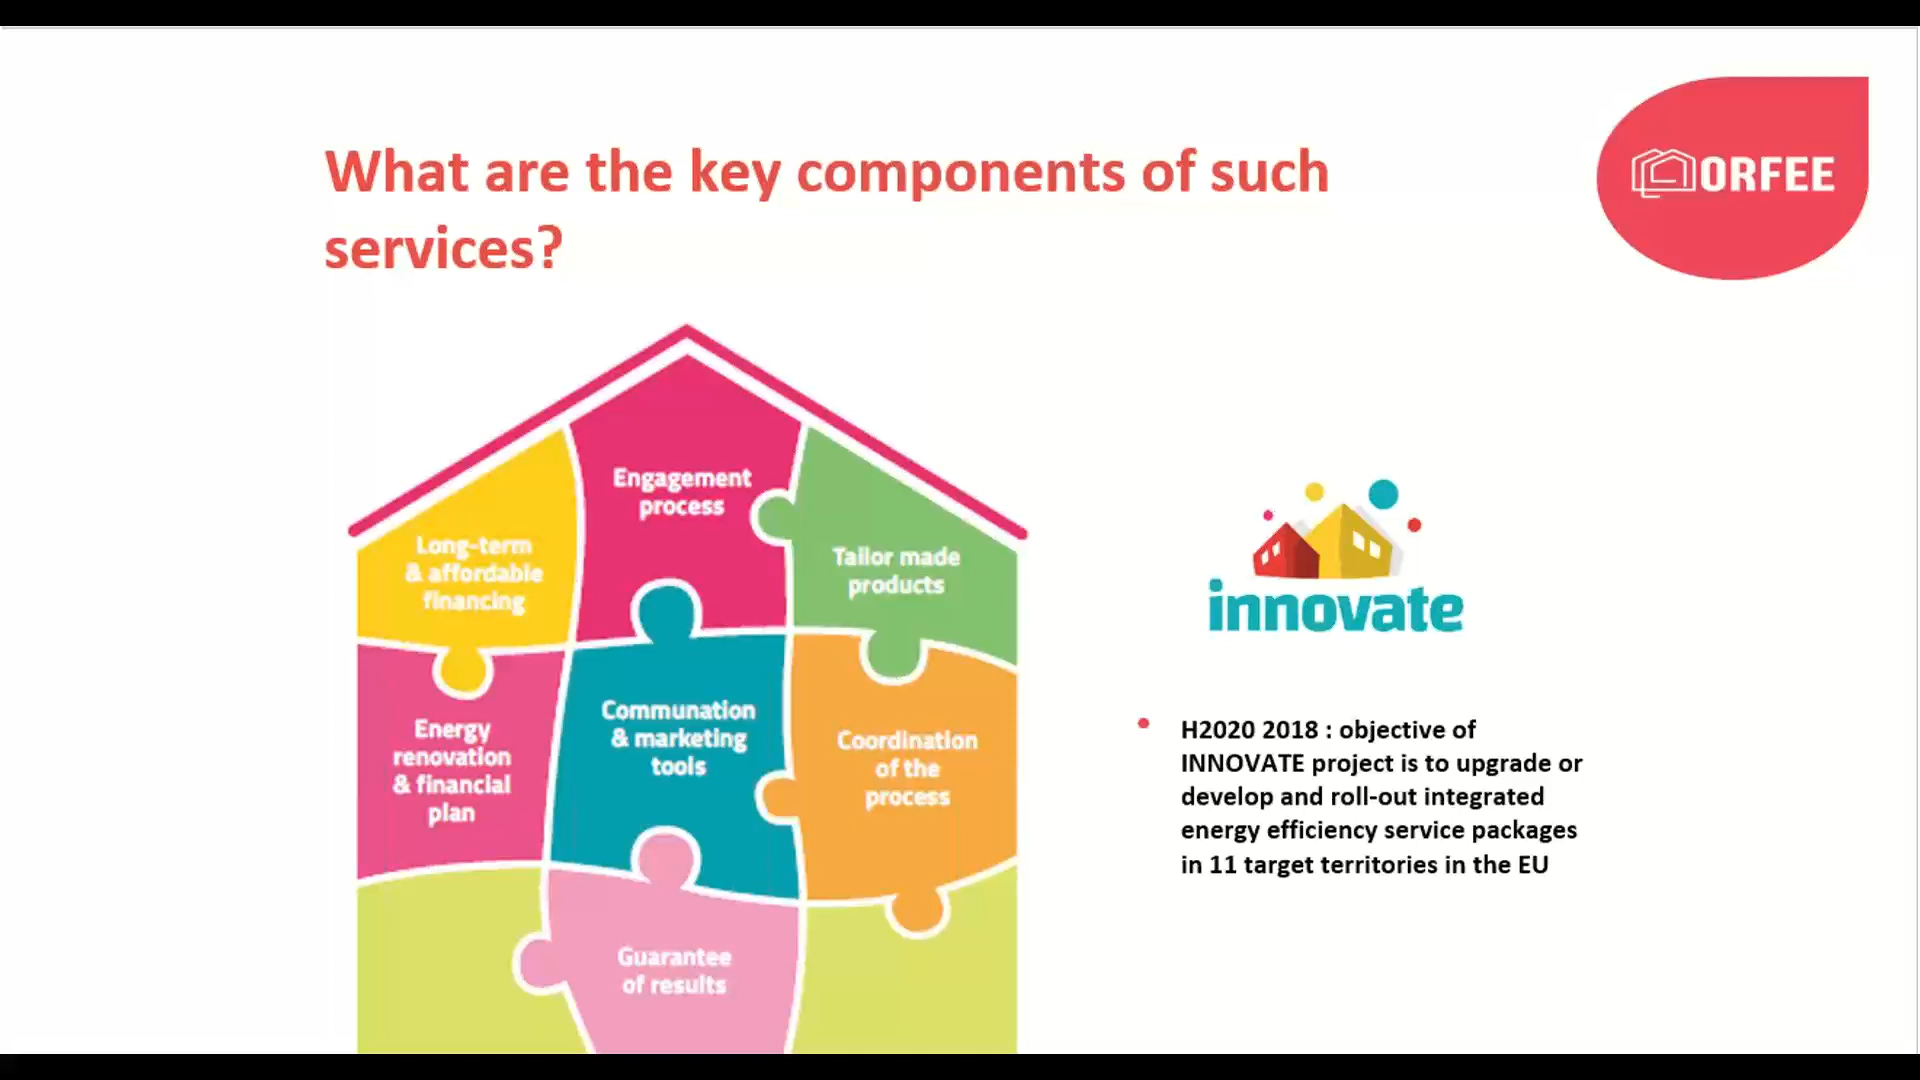 What are the key components of such
services?
ORFEE
Engagement
process
Long-term
& affordable
financing
Tailor made
products
Energy
renovation
& financial
plan
Communation
& marketing
tools
Coordination
of the
process
Guarantee
of results
innovate
• H2020 2018 : objective of
INNOVATE project is to upgrade or
develop and roll-out integrated
energy efficiency service packages
in 11 target territories in the EU